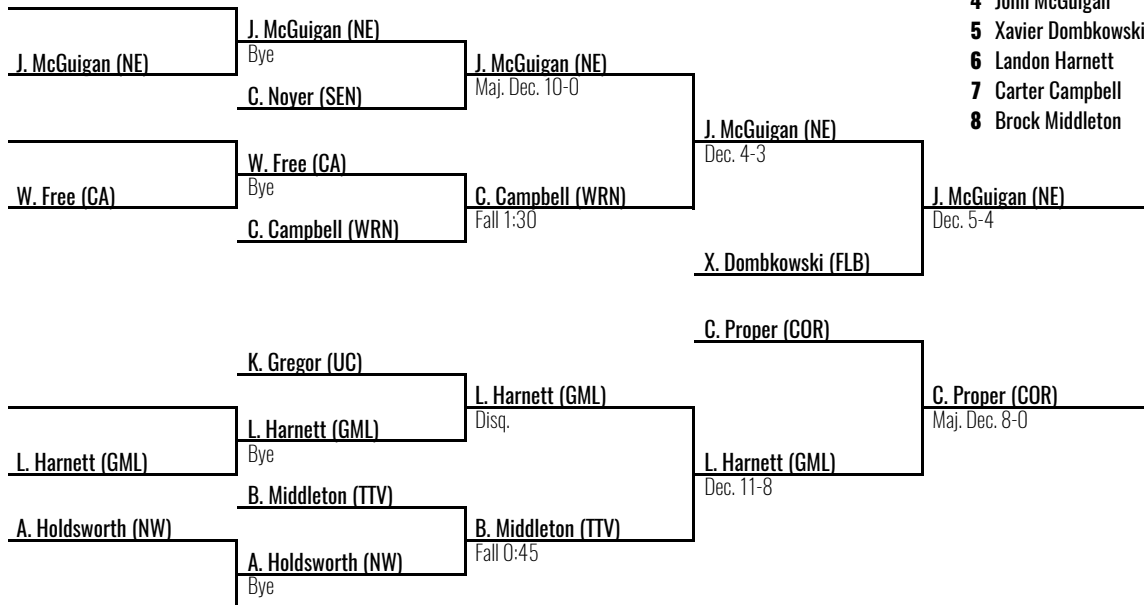 4 John McGuigan
5 Xavier Dombkowski
6 Landon Harnett
7 Carter Campbell
8 Brock Middleton
J. McGuigan (NE)
W. Free (CA)
L. Harnett (GML)
A. Holdsworth (NW)
J. McGuigan (NE)
Bye
C. Noyer (SEN)
W. Free (CA)
Bye
C. Campbell (WRN)
K. Gregor (UC)
L. Harnett (GML)
Bye
B. Middleton (TTV)
A. Holdsworth (NW)
Bye
J. McGuigan (NE)
Maj. Dec. 10-0
C. Campbell (WRN)
Fall 1:30
L. Harnett (GML)
Disq.
B. Middleton (TTV)
Fall 0:45
J. McGuigan (NE)
Dec. 4-3
X. Dombkowski (FLB)
C. Proper (COR)
L. Harnett (GML)
Dec. 11-8
J. McGuigan (NE)
Dec. 5-4
C. Proper (COR)
Maj. Dec. 8-0